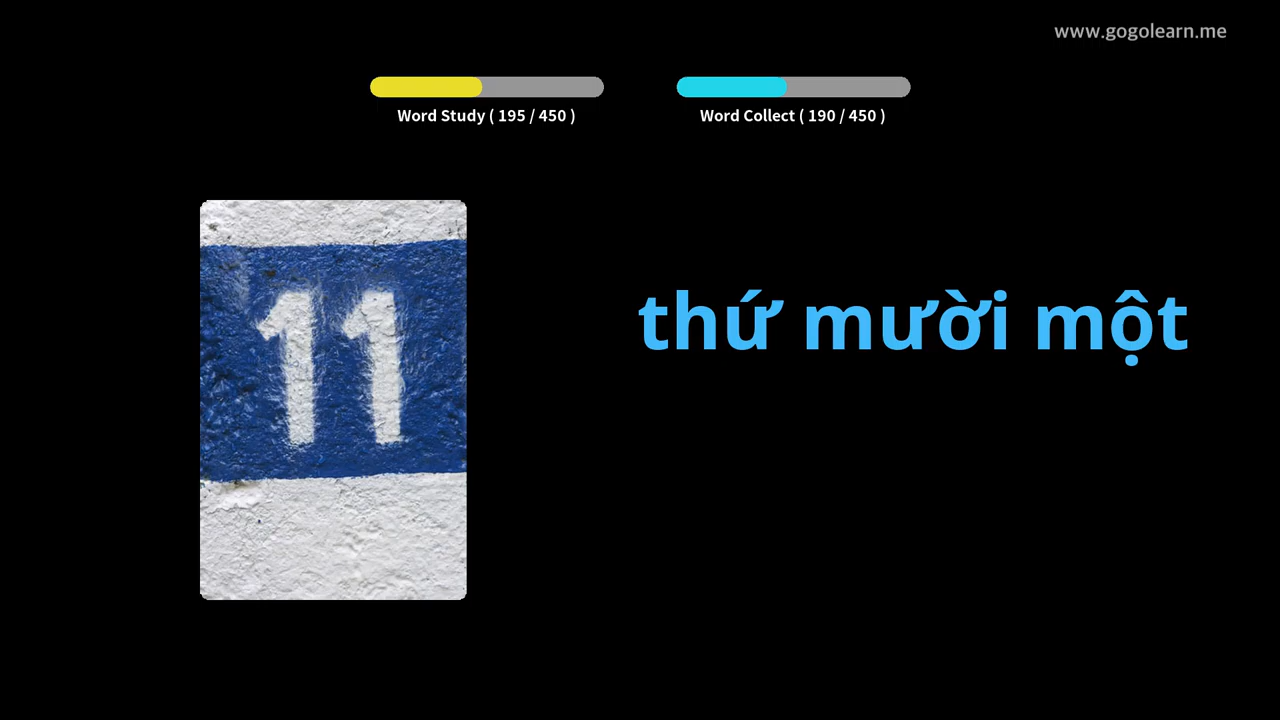 www.gogolearn.me
Word Study ( 195 / 450 )
Word Collect ( 190 / 450 )
11
thứ mười một